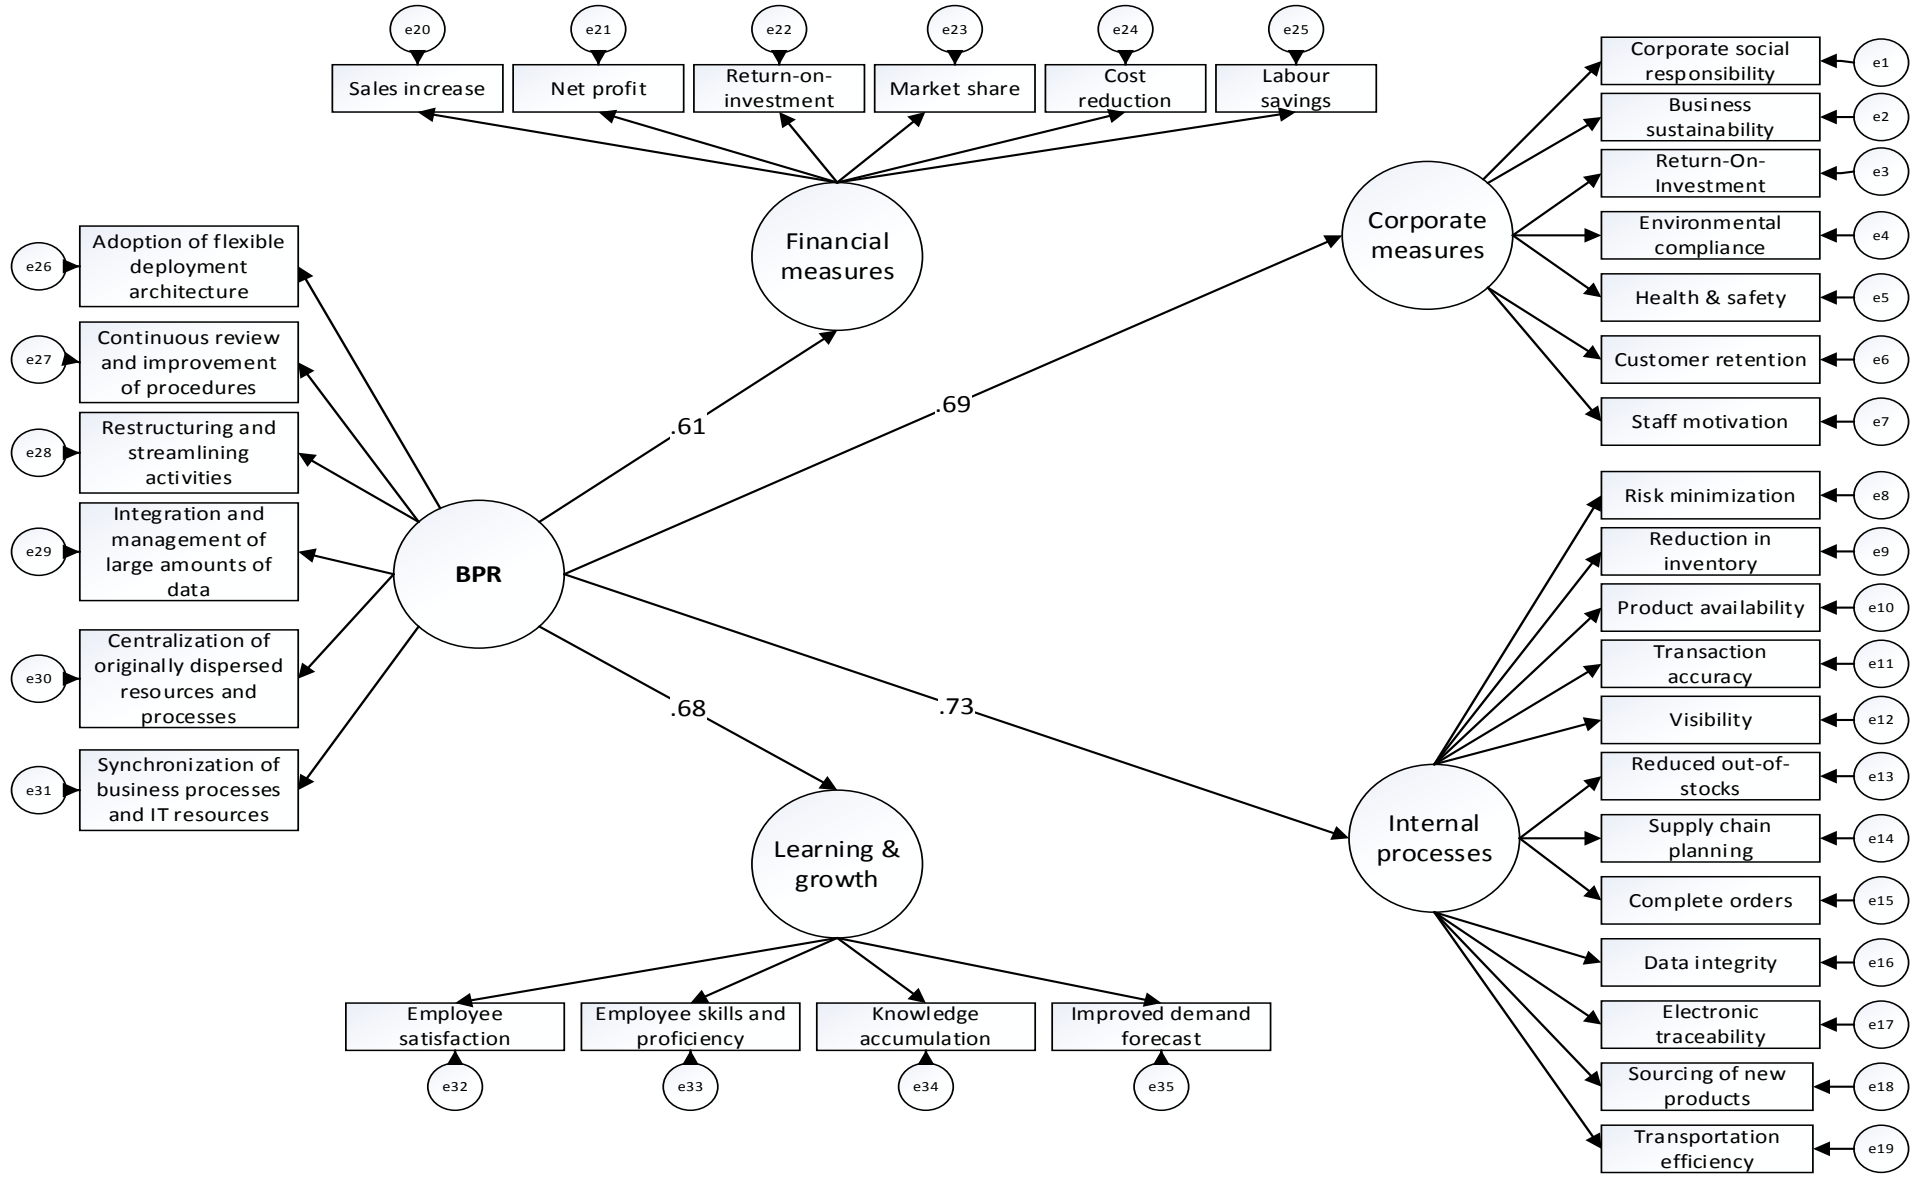 e20
e21
e22
e23
e24
e25
Sales increase
Net profit
Return-on-
investment
Market share
Cost
reduction
Labour
savings
Financial
measures
Corporate
measures
Corporate social
responsibility
e1
Business
sustainability
e2
Return-On-
Investment
e3
Environmental
compliance
e4
Health & safety
e5
Customer retention
e6
Staff motivation
e7
e26
Adoption of flexible
deployment
architecture
e27
Continuous review
and improvement
of procedures
e28
Restructuring and
streamlining
activities
e29
Integration and
management of
large amounts of
data
e30
Centralization of
originally dispersed
resources and
processes
e31
Synchronization of
business processes
and IT resources
BPR
.61
.69
.68
.73
Risk minimization
e8
Reduction in
inventory
e9
Product availability
e10
Transaction
accuracy
e11
Visibility
e12
Reduced out-of-
stocks
e13
Supply chain
planning
e14
Complete orders
e15
Data integrity
e16
Electronic
traceability
e17
Sourcing of new
products
e18
Transportation
efficiency
e19
Internal
processes
Learning &
growth
Employee
satisfaction
Employee skills and
proficiency
Knowledge
accumulation
Improved demand
forecast
e32
e33
e34
e35